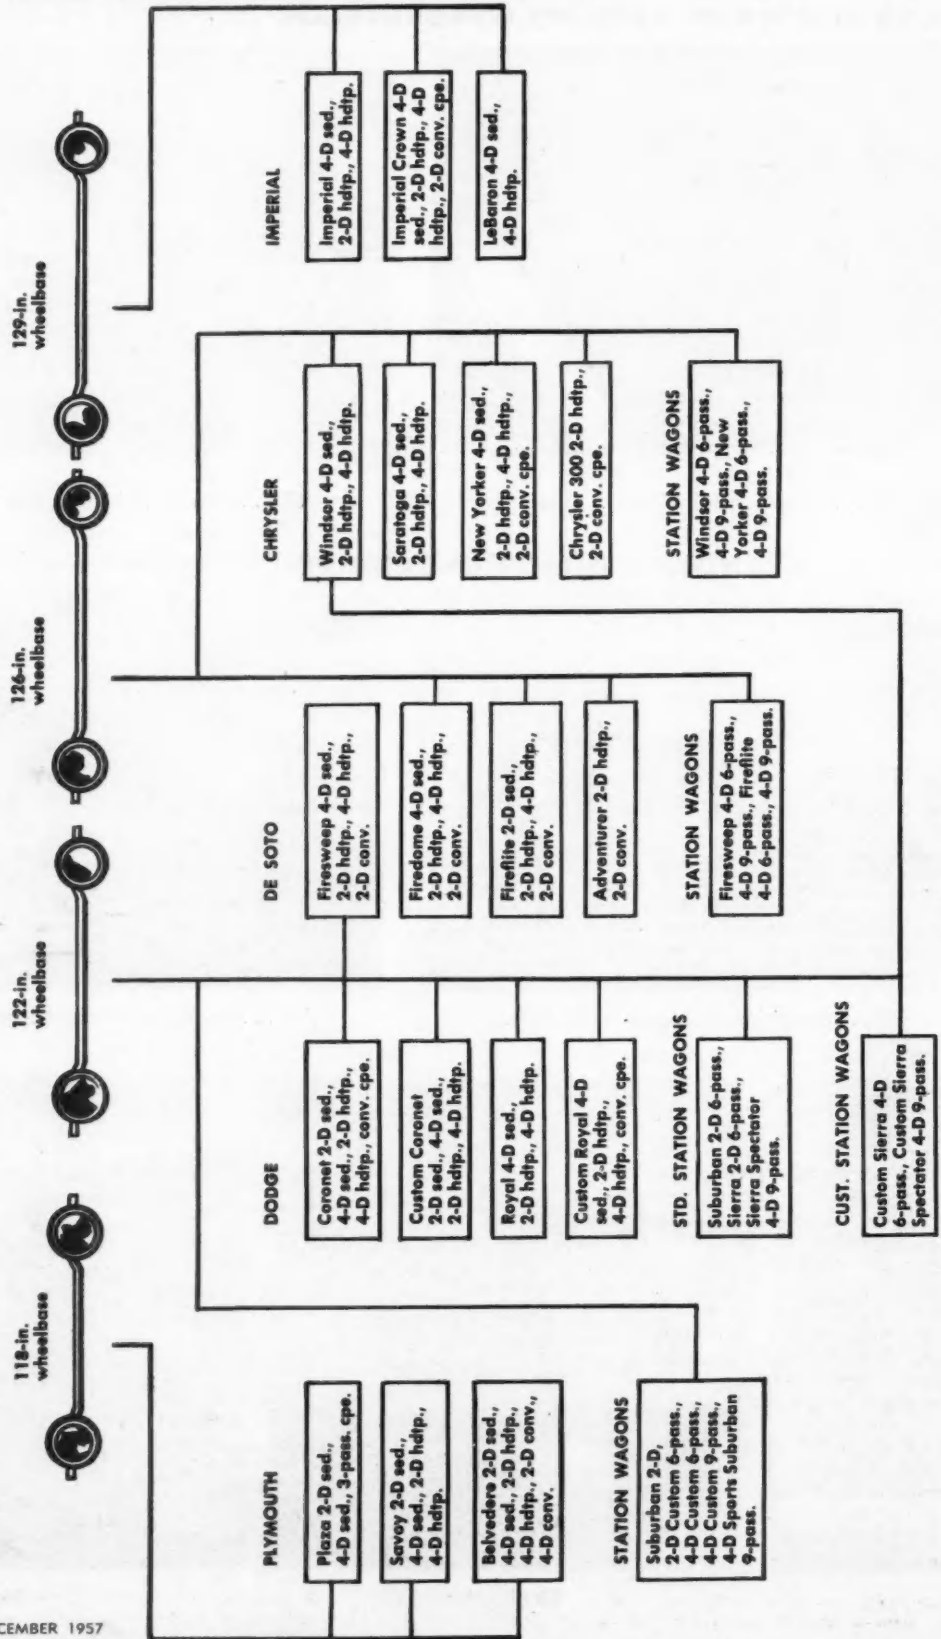 118-in.
wheelbase
122-in.
wheelbase
126-in.
wheelbase
129-in.
wheelbase
PLYMOUTH
Plaza 2-D sed.,
4-D sed., 3-pass. cpe.
Savoy 2-D sed.,
4-D sed., 2-D hdtp.,
4-D hdtp.
Belvedere 2-D sed.,
4-D sed., 2-D hdtp.,
4-D hdtp., 2-D conv.,
4-D conv.
STATION WAGONS
Suburban 2-D,
2-D Custom 6-pass.,
4-D Custom 6-pass.,
4-D Custom 9-pass.,
4-D Sports Suburban
9-pass.
DODGE
Coronet 2-D sed.,
4-D sed., 2-D hdtp.,
4-D hdtp., conv. cpe.
Custom Coronet
2-D sed., 4-D sed.,
2-D hdtp., 4-D hdtp.
Royal 4-D sed.,
2-D hdtp., 4-D hdtp.
Custom Royal 4-D
sed., 2-D hdtp.,
4-D hdtp., conv. cpe.
STD. STATION WAGONS
Suburban 2-D 6-pass.,
Sierra 2-D 6-pass.,
Sierra Spectator
4-D 9-pass.
CUST. STATION WAGONS
Custom Sierra 4-D
6-pass., Custom Sierra
Spectator 4-D 9-pass.
DE SOTO
Firesweep 4-D sed.,
2-D hdtp., 4-D hdtp.,
2-D conv.
Firedome 4-D sed.,
2-D hdtp., 4-D hdtp.,
2-D conv.
Fireflite 2-D sed.,
2-D hdtp., 4-D hdtp.,
2-D conv.
Adventurer 2-D hdtp.,
2-D conv.
STATION WAGONS
Firesweep 4-D 6-pass.,
4-D 9-pass., Fireflite
4-D 6-pass., 4-D 9-pass.
CHRYSLER
Windsor 4-D sed.,
2-D hdtp., 4-D hdtp.
Saratoga 4-D sed.,
2-D hdtp., 4-D hdtp.
New Yorker 4-D sed.,
2-D hdtp., 4-D hdtp.,
2-D conv. cpe.
Chrysler 300 2-D hdtp.,
2-D conv. cpe.
STATION WAGONS
Windsor 4-D 6-pass.,
4-D 9-pass., New
Yorker 4-D 6-pass.,
4-D 9-pass.
IMPERIAL
Imperial 4-D sed.,
2-D hdtp., 4-D hdtp.
Imperial Crown 4-D
sed., 2-D hdtp., 4-D
hdtp., 2-D conv. cpe.
LeBaron 4-D sed.,
4-D hdtp.
CEMBER 1957